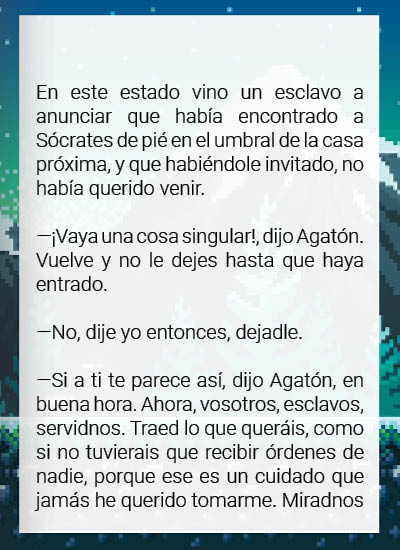 En este estado vino un esclavo a
anunciar que había encontrado a
Sócrates de pié en el umbral de la casa
próxima, y que habiéndole invitado, no
había querido venir.
—¡Vaya una cosa singular!, dijo Agatón.
Vuelve y no le dejes hasta que haya
entrado.
—No, dije yo entonces, dejadle.
—Si a ti te parece así, dijo Agatón, en
buena hora. Ahora, vosotros, esclavos,
servidnos. Traed lo que queráis, como
si no tuvierais que recibir órdenes de
nadie, porque ese es un cuidado que
jamás he querido tomarme. Miradnos